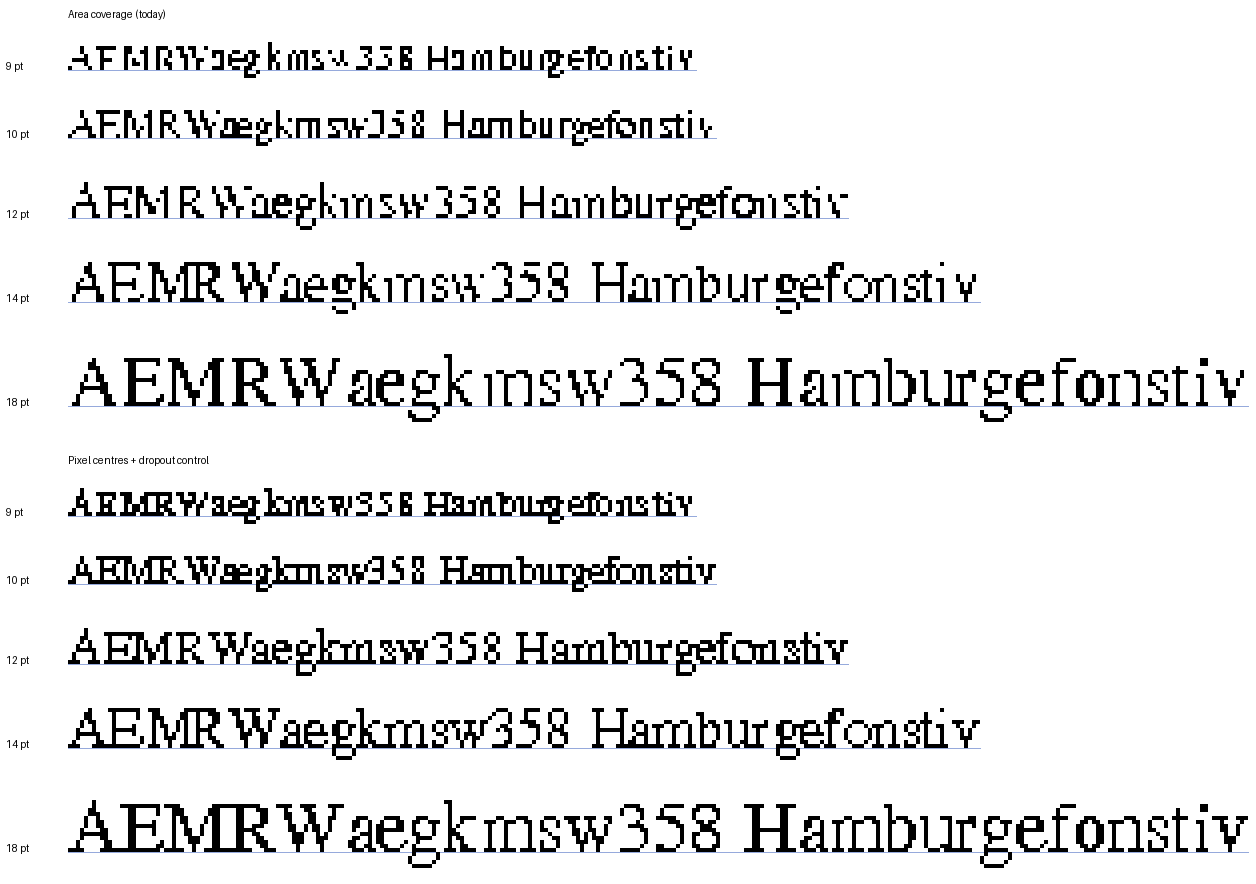 Area coverage (today)
9 pt AEMRWaegkmsw358 Hamburgefonstiv
10 pt AEMRWaegkmsw358 Hamburgefonstiv
12 pt AEMRWaegkmsw358 Hamburgefonstiv
14 pt AEMRWaegkmsw358 Hamburgefonstiv
18 pt AEMRWaegkmsw358 Hamburgefonstiv
Pixel centres + dropout control
9 pt AEMRWaegkmsw358 Hamburgefonstiv
10 pt AEMRWaegkmsw358 Hamburgefonstiv
12 pt AEMRWaegkmsw358 Hamburgefonstiv
14 pt AEMRWaegkmsw358 Hamburgefonstiv
18 pt AEMRWaegkmsw358 Hamburgefonstiv